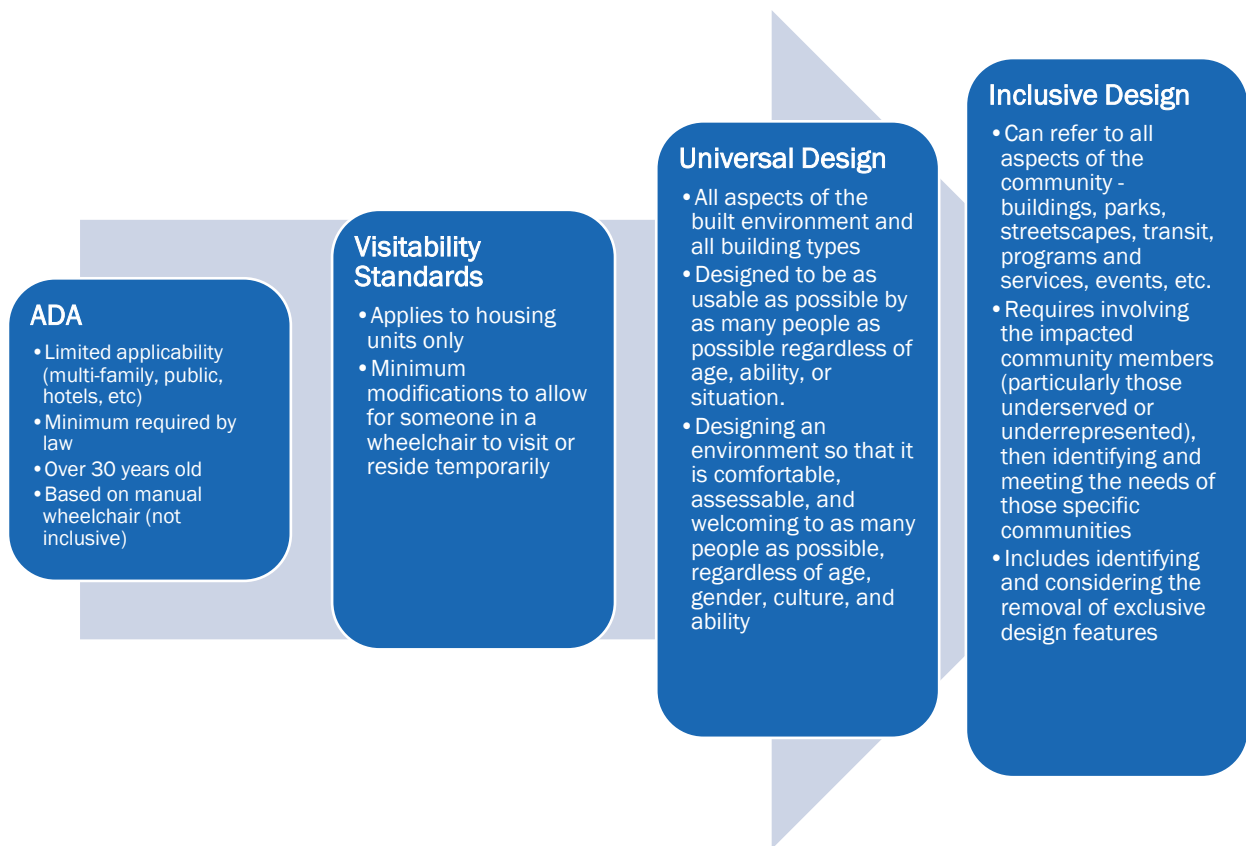 ADA
•Limited applicability
(multi-family, public,
hotels, etc)
•Minimum required by
law
•Over 30 years old
•Based on manual
wheelchair (not
inclusive)
Visitability
Standards
•Applies to housing
units only
•Minimum
modifications to allow
for someone in a
wheelchair to visit or
reside temporarily
Universal Design
•All aspects of the
built environment and
all building types
•Designed to be as
usable as possible by
as many people as
possible regardless of
age, ability, or
situation.
•Designing an
environment so that it
is comfortable,
assessable, and
welcoming to as many
people as possible,
regardless of age,
gender, culture, and
ability
Inclusive Design
•Can refer to all
aspects of the
community -
buildings, parks,
streetscapes, transit,
programs and
services, events, etc.
•Requires involving
the impacted
community members
(particularly those
underserved or
underrepresented),
then identifying and
meeting the needs of
those specific
communities
•Includes identifying
and considering the
removal of exclusive
design features